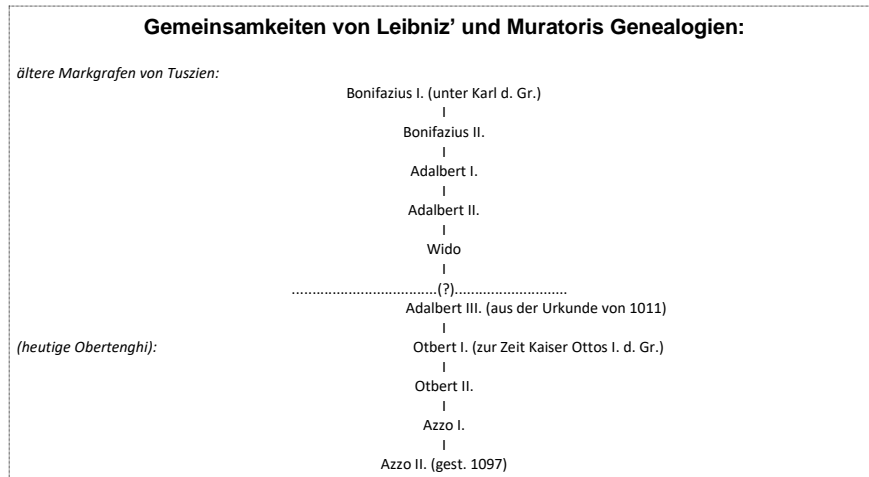 Gemeinsamkeiten von Leibniz’ und Muratoris Genealogien:
ältere Markgrafen von Tuszien:
Bonifazius I. (unter Karl d. Gr.)
I
Bonifazius II.
I
Adalbert I.
I
Adalbert II.
I
Wido
I
...................................(?)...........................
Adalbert III. (aus der Urkunde von 1011)
I
(heutige Obertenghi): Otbert I. (zur Zeit Kaiser Ottos I. d. Gr.)
I
Otbert II.
I
Azzo I.
I
Azzo II. (gest. 1097)